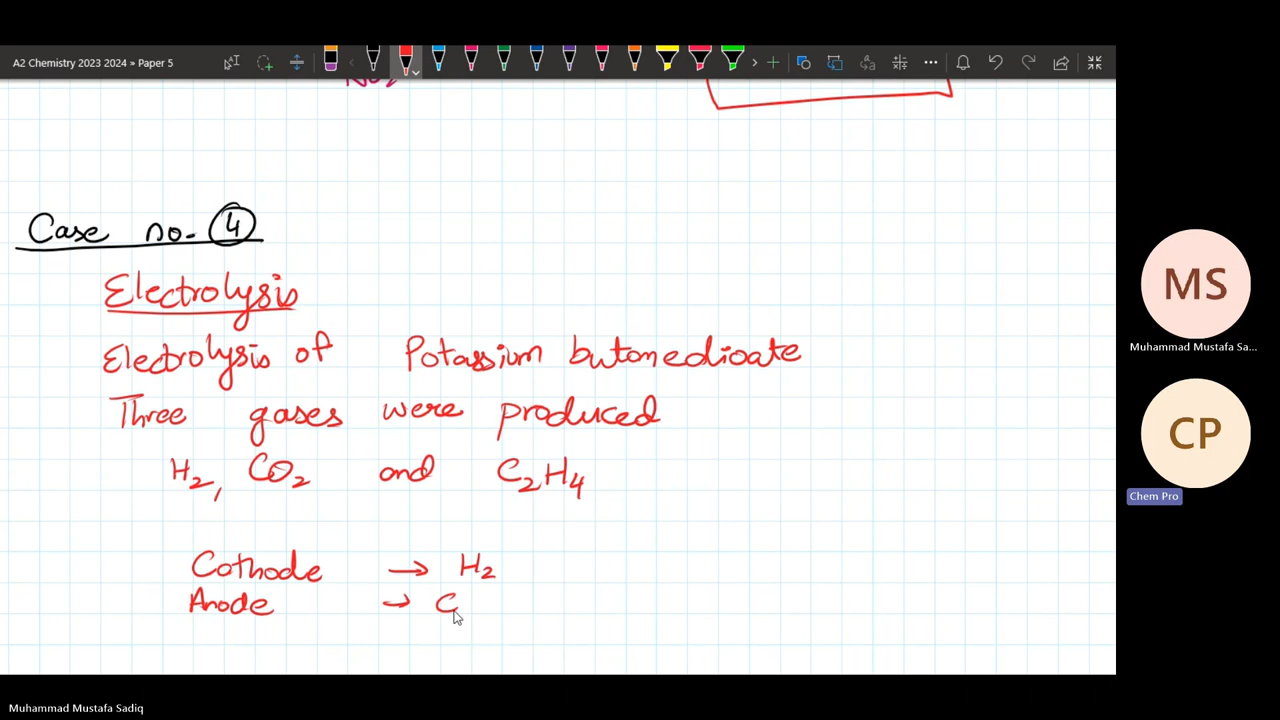 A2 Chemistry 2023 2024 » Paper 5
Case no. 4
Electrolysis
Electrolysis of Potassium butanedioate
Three gases were produced
H2, CO2 and C2H4
Cathode → H2
Anode → C
MS
Muhammad Mustafa Sa...
CP
Chem Pro
Muhammad Mustafa Sadiq